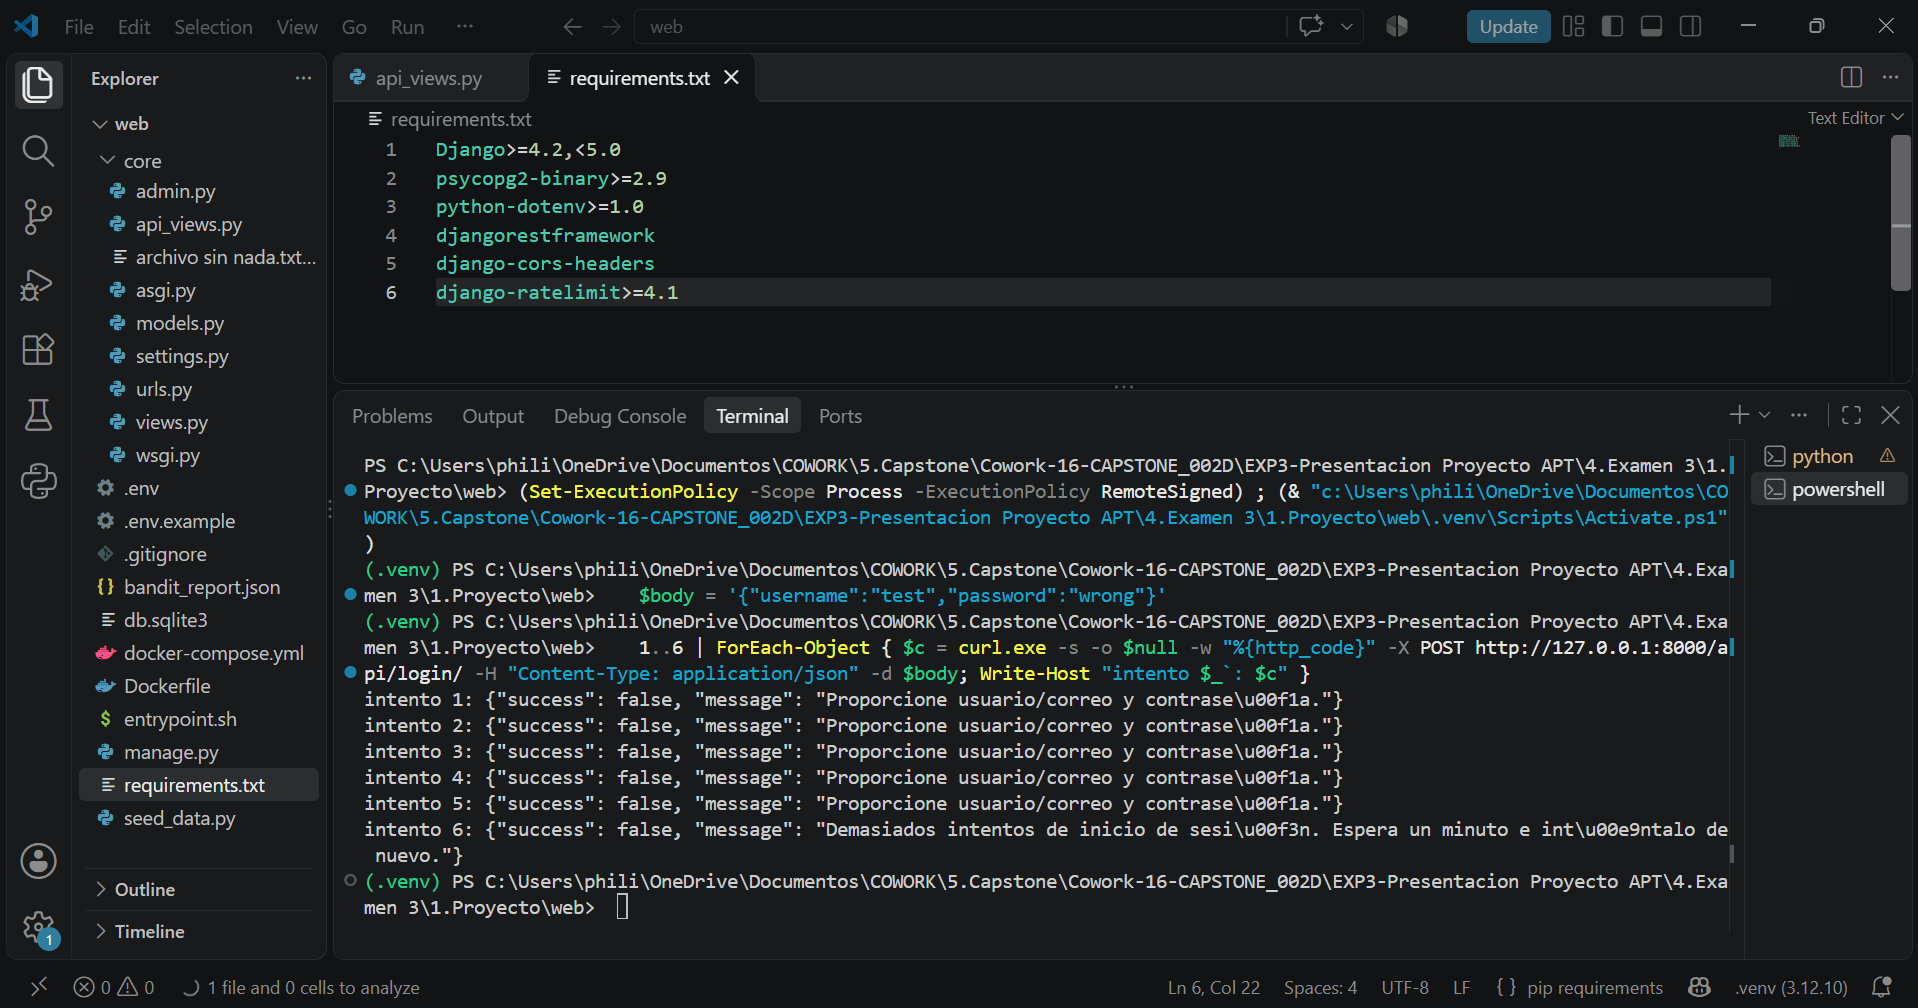 File Edit Selection View Go Run ··· web Update
Explorer ···
web
core
admin.py
api_views.py
archivo sin nada.txt...
asgi.py
models.py
settings.py
urls.py
views.py
wsgi.py
.env
.env.example
.gitignore
bandit_report.json
db.sqlite3
docker-compose.yml
Dockerfile
entrypoint.sh
manage.py
requirements.txt
seed_data.py
Outline
Timeline
1
api_views.py requirements.txt
requirements.txt Text Editor
1 Django>=4.2,<5.0
2 psycopg2-binary>=2.9
3 python-dotenv>=1.0
4 djangorestframework
5 django-cors-headers
6 django-ratelimit>=4.1
Problems Output Debug Console Terminal Ports
python
powershell
PS C:\Users\phili\OneDrive\Documentos\COWORK\5.Capstone\Cowork-16-CAPSTONE_002D\EXP3-Presentacion Proyecto APT\4.Examen 3\1.
Proyecto\web> (Set-ExecutionPolicy -Scope Process -ExecutionPolicy RemoteSigned) ; (& "c:\Users\phili\OneDrive\Documentos\CO
WORK\5.Capstone\Cowork-16-CAPSTONE_002D\EXP3-Presentacion Proyecto APT\4.Examen 3\1.Proyecto\web\.venv\Scripts\Activate.ps1"
)
(.venv) PS C:\Users\phili\OneDrive\Documentos\COWORK\5.Capstone\Cowork-16-CAPSTONE_002D\EXP3-Presentacion Proyecto APT\4.Exa
men 3\1.Proyecto\web> $body = '{"username":"test","password":"wrong"}'
(.venv) PS C:\Users\phili\OneDrive\Documentos\COWORK\5.Capstone\Cowork-16-CAPSTONE_002D\EXP3-Presentacion Proyecto APT\4.Exa
men 3\1.Proyecto\web> 1..6 | ForEach-Object { $c = curl.exe -s -o $null -w "%{http_code}" -X POST http://127.0.0.1:8000/a
pi/login/ -H "Content-Type: application/json" -d $body; Write-Host "intento $_`: $c" }
intento 1: {"success": false, "message": "Proporcione usuario/correo y contrase\u00f1a."}
intento 2: {"success": false, "message": "Proporcione usuario/correo y contrase\u00f1a."}
intento 3: {"success": false, "message": "Proporcione usuario/correo y contrase\u00f1a."}
intento 4: {"success": false, "message": "Proporcione usuario/correo y contrase\u00f1a."}
intento 5: {"success": false, "message": "Proporcione usuario/correo y contrase\u00f1a."}
intento 6: {"success": false, "message": "Demasiados intentos de inicio de sesi\u00f3n. Espera un minuto e int\u00e9ntalo de
nuevo."}
(.venv) PS C:\Users\phili\OneDrive\Documentos\COWORK\5.Capstone\Cowork-16-CAPSTONE_002D\EXP3-Presentacion Proyecto APT\4.Exa
men 3\1.Proyecto\web>
0 0 1 file and 0 cells to analyze Ln 6, Col 22 Spaces: 4 UTF-8 LF { } pip requirements .venv (3.12.10)